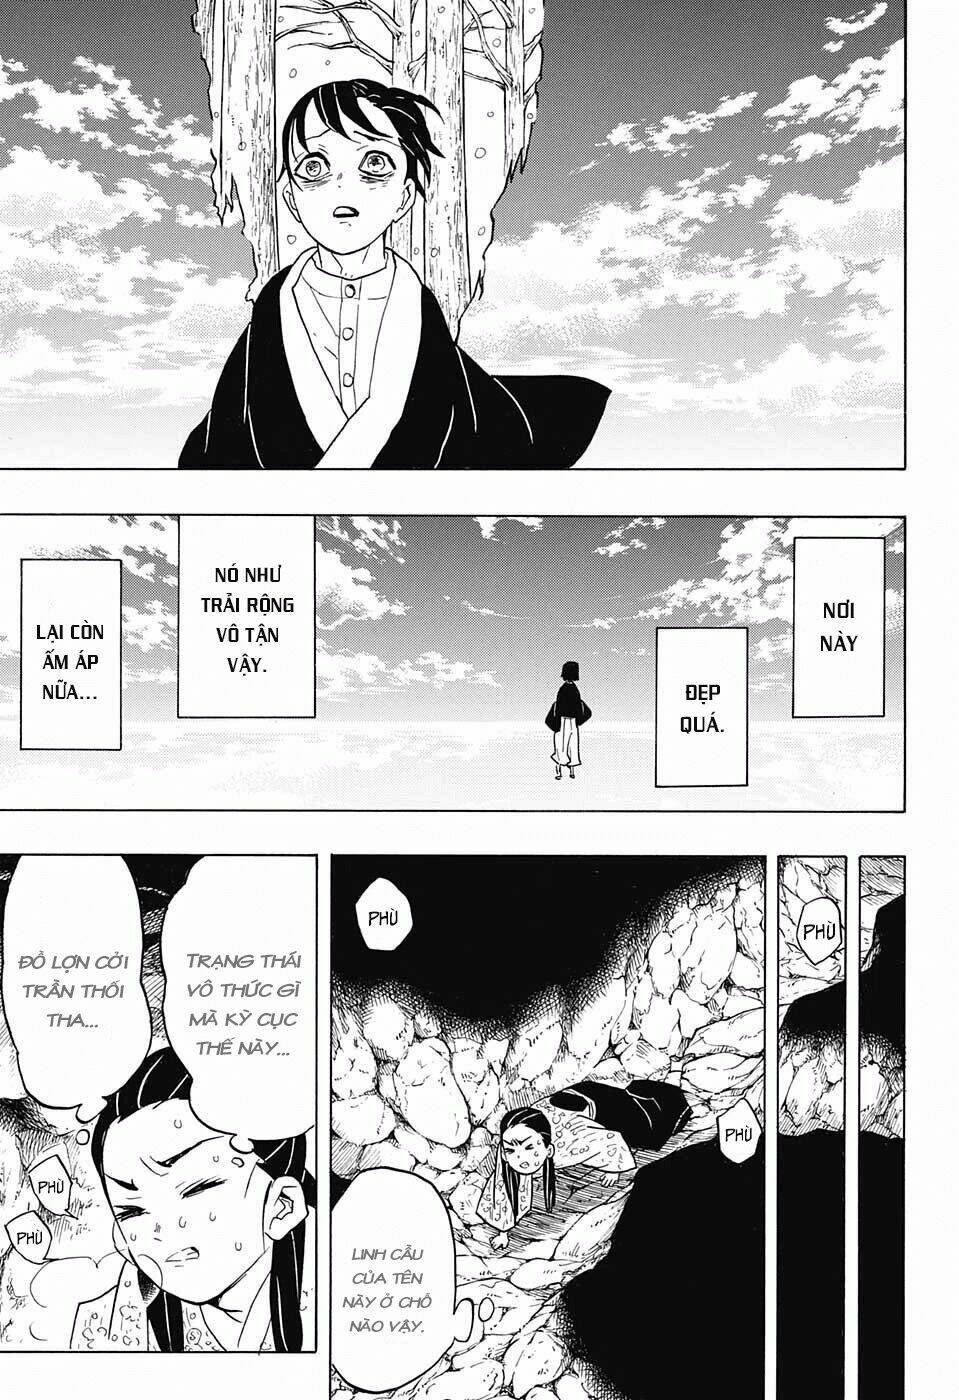 NƠI
NÀY
ĐẸP
QUÁ.
NÓ NHƯ
TRẢI RỘNG
VÔ TẬN
VẬY.
LẠI CÒN
ẤM ÁP
NỮA...
PHÙ
PHÙ
PHÙ
LINH CẦU
CỦA TÊN
NÀY Ở CHỖ
NÀO VẬY.
TRẠNG THÁI
VÔ THỨC GÌ
MÀ KỲ CỤC
THẾ NÀY...
ĐỒ LỢN CỞI
TRẦN THỐI
THA...
PHÙ
PHÙ